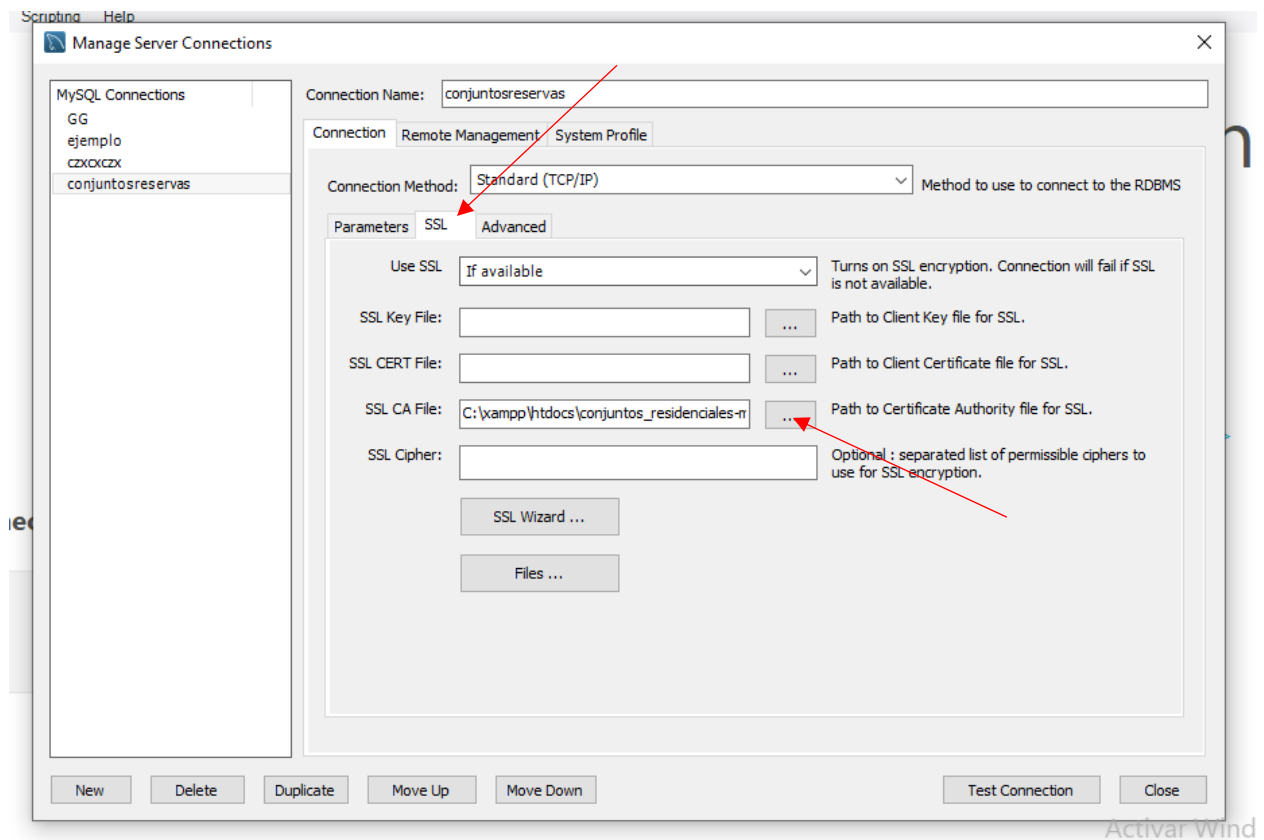 Scripting Help
Manage Server Connections
MySQL Connections
GG
ejemplo
czxcxczx
conjuntosreservas
Connection Name: conjuntosreservas
Connection Remote Management System Profile
Connection Method: Standard (TCP/IP) Method to use to connect to the RDBMS
Parameters SSL Advanced
Use SSL If available Turns on SSL encryption. Connection will fail if SSL
is not available.
SSL Key File: ... Path to Client Key file for SSL.
SSL CERT File: ... Path to Client Certificate file for SSL.
SSL CA File: C:\xampp\htdocs\conjuntos_residenciales-m ... Path to Certificate Authority file for SSL.
SSL Cipher: Optional : separated list of permissible ciphers to
use for SSL encryption.
SSL Wizard ...
Files ...
New Delete Duplicate Move Up Move Down Test Connection Close
Activar Wind